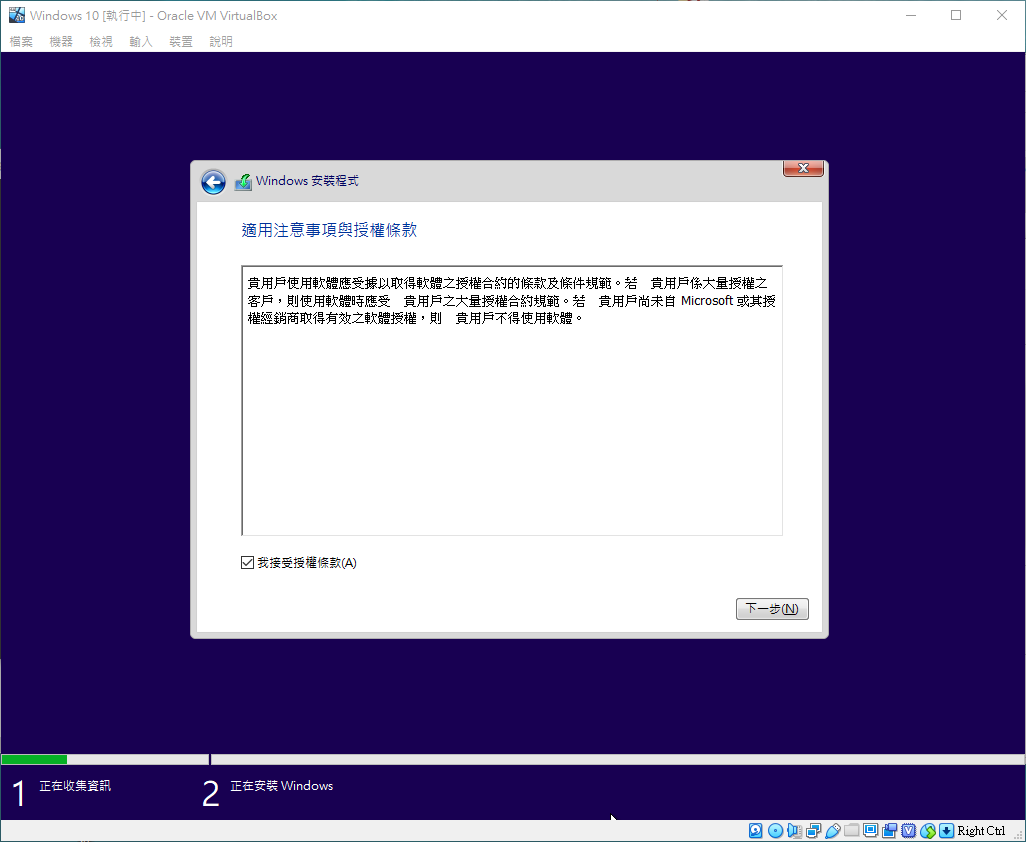 Windows 10 [執行中] - Oracle VM VirtualBox
檔案 機器 檢視 輸入 裝置 說明
Windows 安裝程式
適用注意事項與授權條款
貴用戶使用軟體應受據以取得軟體之授權合約的條款及條件規範。若　貴用戶係大量授權之
客戶，則使用軟體時應受　貴用戶之大量授權合約規範。若　貴用戶尚未自 Microsoft 或其授
權經銷商取得有效之軟體授權，則　貴用戶不得使用軟體。
我接受授權條款(A)
下一步(N)
1 正在收集資訊 2 正在安裝 Windows
Right Ctrl